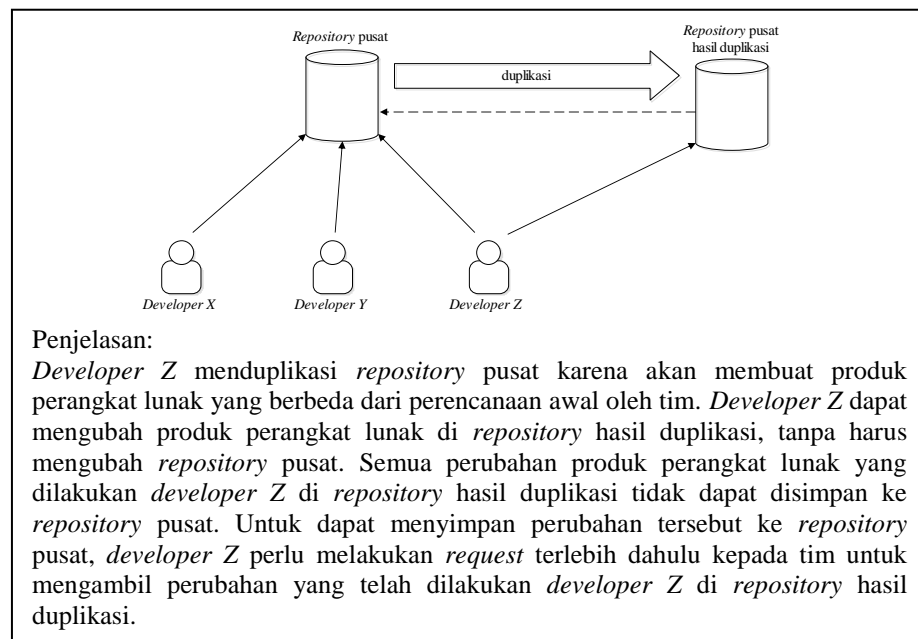 Repository pusat
Repository pusat
hasil duplikasi
duplikasi
Developer X
Developer Y
Developer Z
Penjelasan:
Developer Z menduplikasi repository pusat karena akan membuat produk
perangkat lunak yang berbeda dari perencanaan awal oleh tim. Developer Z dapat
mengubah produk perangkat lunak di repository hasil duplikasi, tanpa harus
mengubah repository pusat. Semua perubahan produk perangkat lunak yang
dilakukan developer Z di repository hasil duplikasi tidak dapat disimpan ke
repository pusat. Untuk dapat menyimpan perubahan tersebut ke repository
pusat, developer Z perlu melakukan request terlebih dahulu kepada tim untuk
mengambil perubahan yang telah dilakukan developer Z di repository hasil
duplikasi.